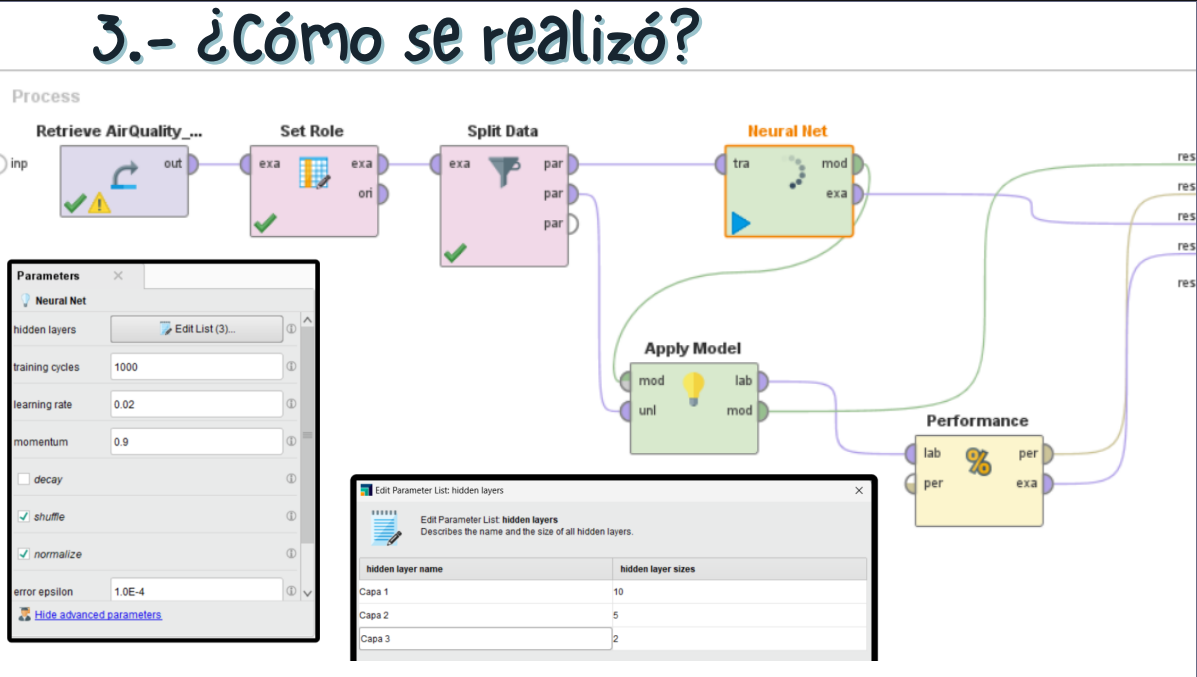 3.- ¿Cómo se realizó?
Process
Retrieve AirQuality_...
Set Role
Split Data
Neural Net
inp
out
exa
exa
ori
exa
par
par
par
tra
mod
exa
res
res
res
res
res
Parameters
Neural Net
hidden layers
Edit List (3)...
training cycles
1000
learning rate
0.02
momentum
0.9
decay
shuffle
normalize
error epsilon
1.0E-4
Hide advanced parameters
Apply Model
mod
lab
unl
mod
Performance
lab
per
per
exa
%
Edit Parameter List: hidden layers
Edit Parameter List: hidden layers
Describes the name and the size of all hidden layers.
hidden layer name
hidden layer sizes
Capa 1
10
Capa 2
5
Capa 3
2